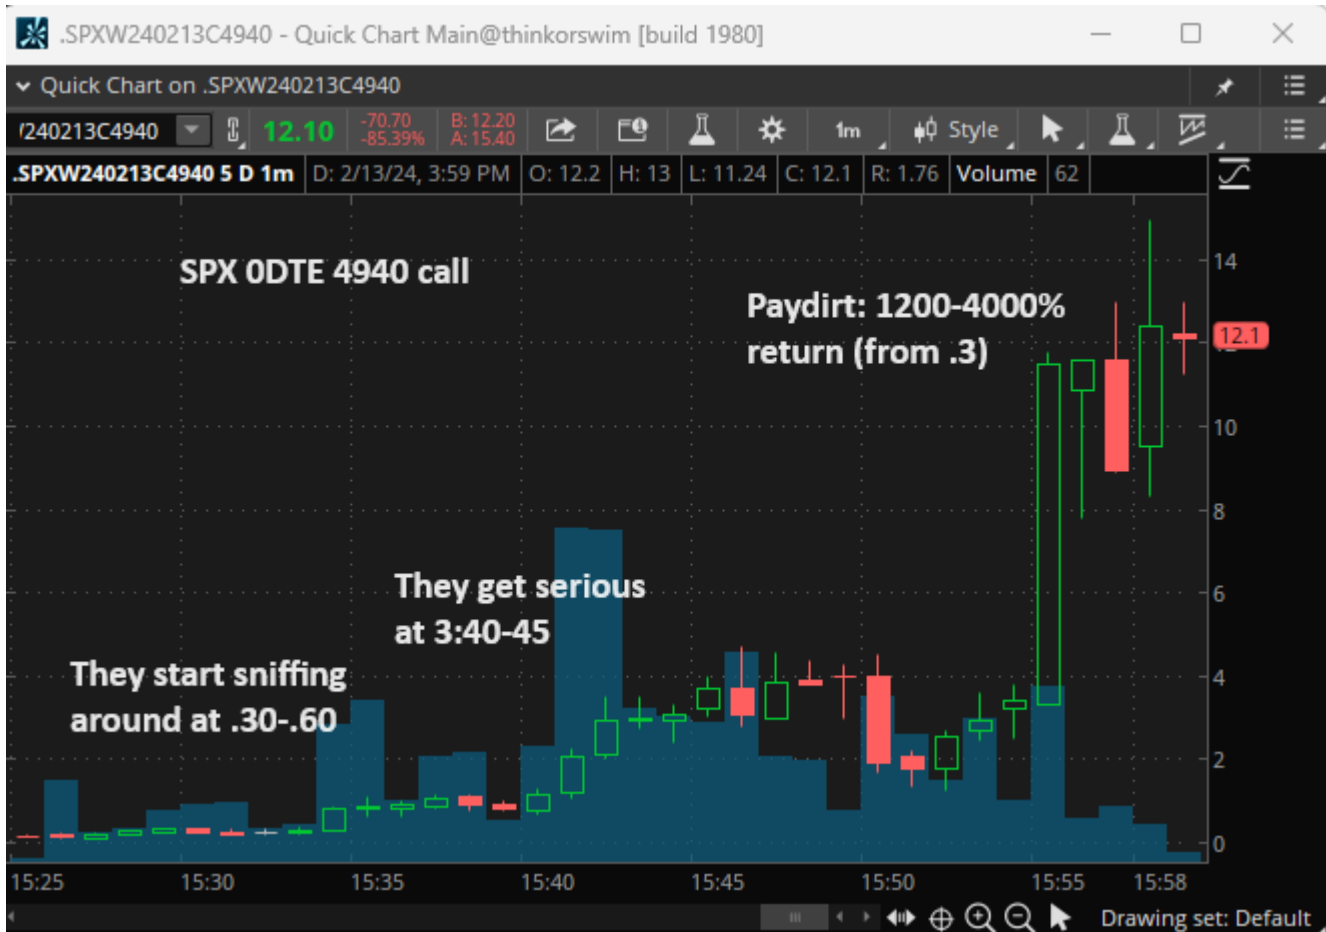 .SPXW240213C4940 - Quick Chart Main@thinkorswim [build 1980]
Quick Chart on .SPXW240213C4940
240213C4940 12.10 -70.70 B: 12.20
-85.39% A: 15.40
1m Style
.SPXW240213C4940 5 D 1m D: 2/13/24, 3:59 PM O: 12.2 H: 13 L: 11.24 C: 12.1 R: 1.76 Volume 62
SPX 0DTE 4940 call
14
Paydirt: 1200-4000%
return (from .3)
12.1
10
8
They get serious
at 3:40-45
6
They start sniffing
around at .30-.60
4
2
0
15:25 15:30 15:35 15:40 15:45 15:50 15:55 15:58
Drawing set: Default